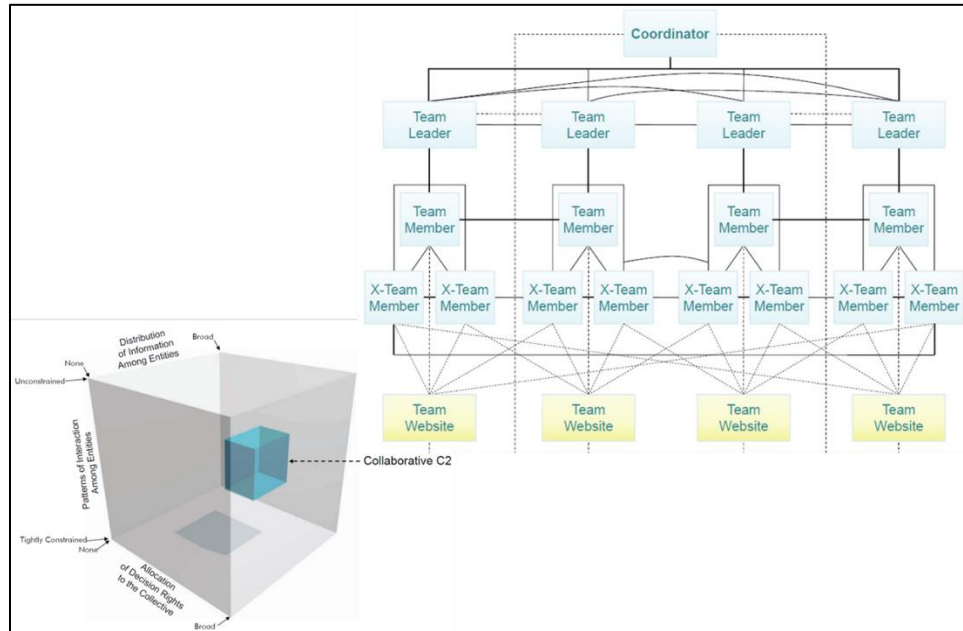 Coordinator
Team
Leader
Team
Leader
Team
Leader
Team
Leader
Team
Member
Team
Member
Team
Member
Team
Member
X-Team
Member
X-Team
Member
X-Team
Member
X-Team
Member
X-Team
Member
X-Team
Member
X-Team
Member
X-Team
Member
Team
Website
Team
Website
Team
Website
Team
Website
Distribution
of Information
Among Entities
Broad
None
Unconstrained
Patterns of Interaction
Among Entities
Collaborative C2
Tightly Constrained
None
Allocation
of Decision Rights
to the Collective
Broad